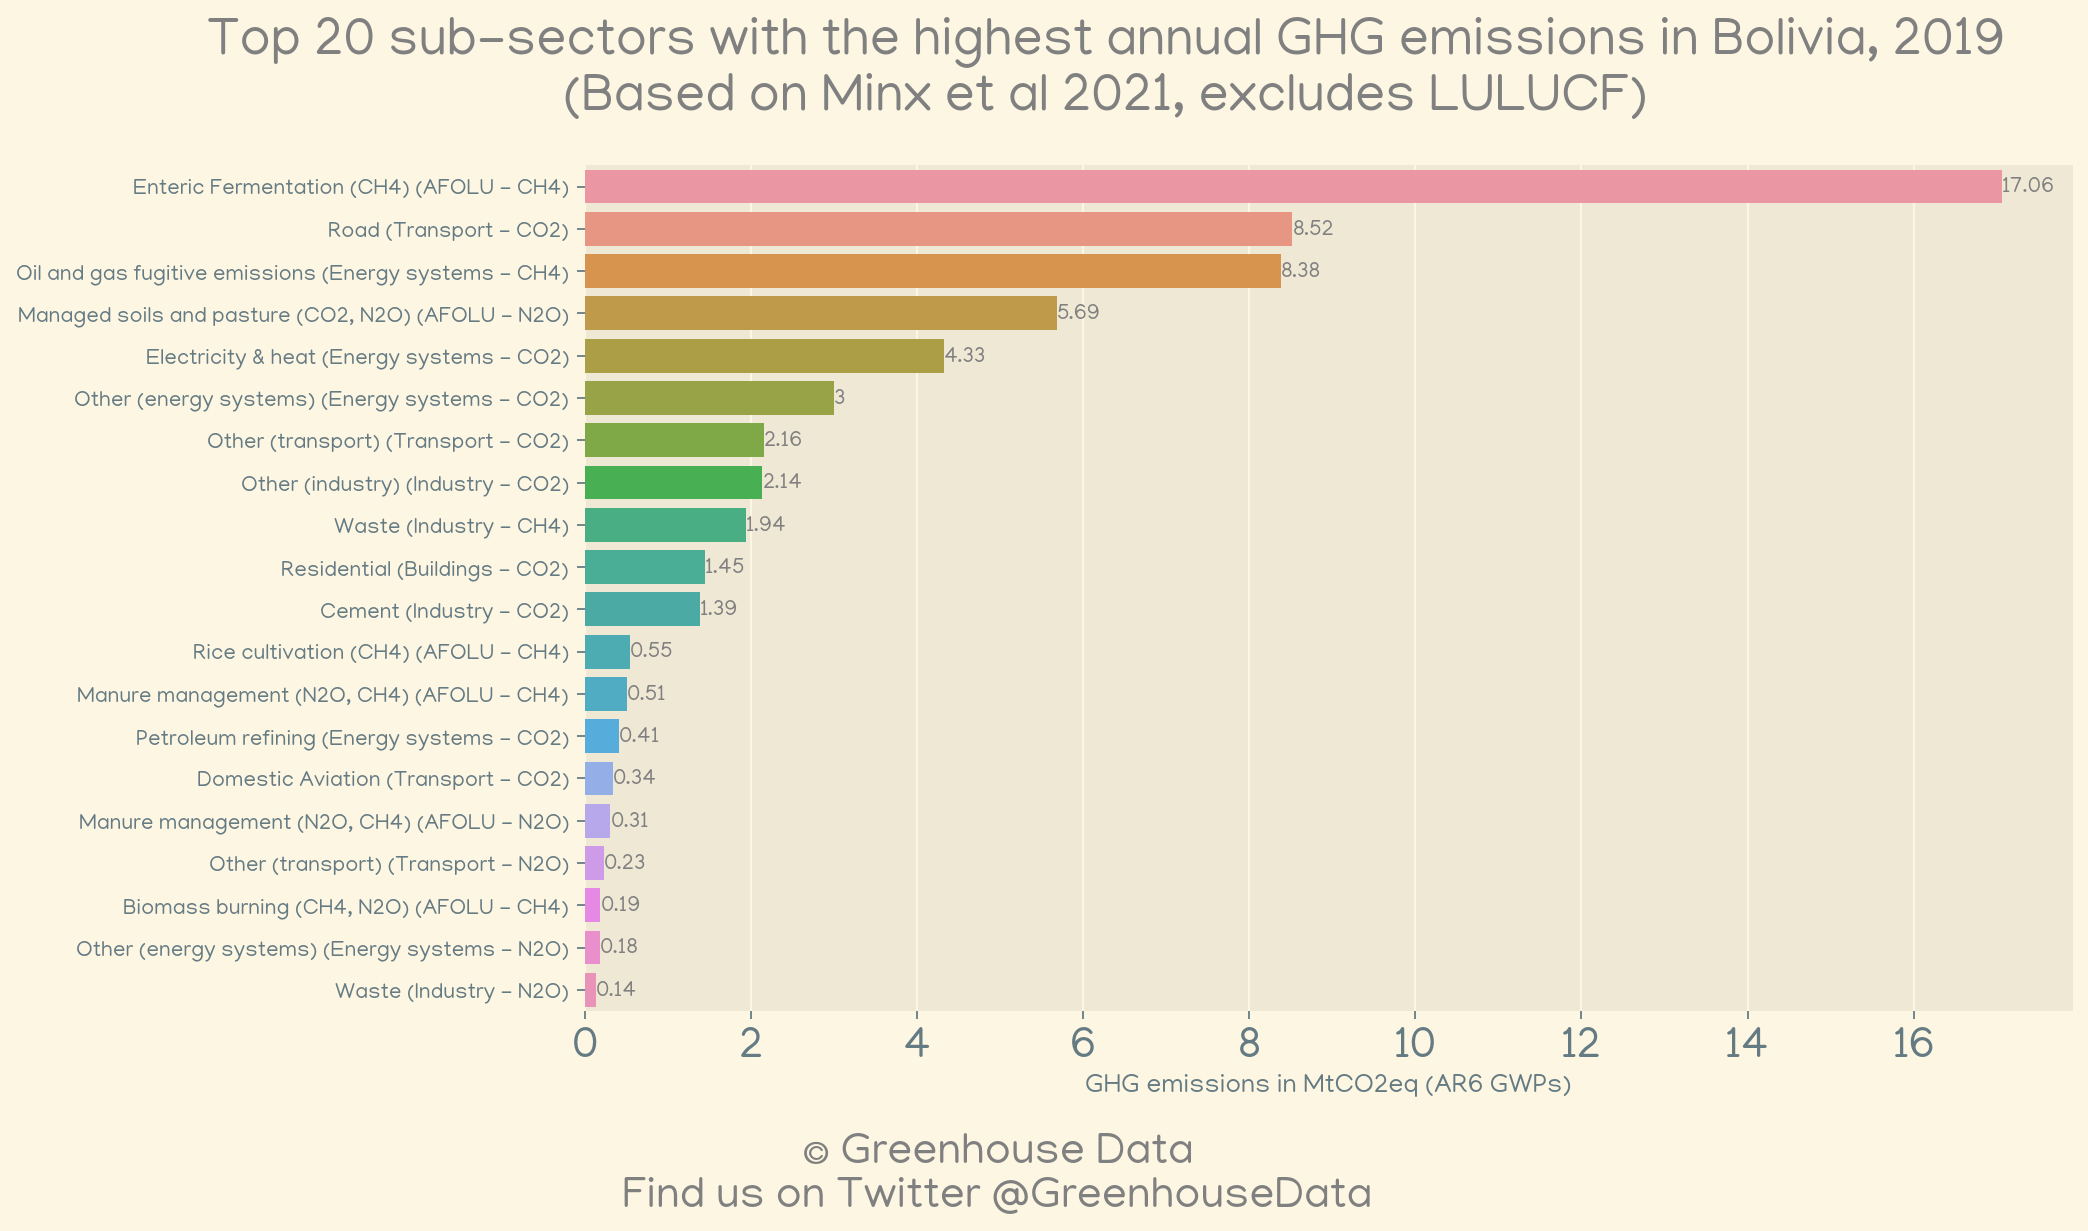 Top 20 sub-sectors with the highest annual GHG emissions in Bolivia, 2019
(Based on Minx et al 2021, excludes LULUCF)
Enteric Fermentation (CH4) (AFOLU - CH4) 17.06
Road (Transport - CO2) 8.52
Oil and gas fugitive emissions (Energy systems - CH4) 8.38
Managed soils and pasture (CO2, N2O) (AFOLU - N2O) 5.69
Electricity & heat (Energy systems - CO2) 4.33
Other (energy systems) (Energy systems - CO2) 3
Other (transport) (Transport - CO2) 2.16
Other (industry) (Industry - CO2) 2.14
Waste (Industry - CH4) 1.94
Residential (Buildings - CO2) 1.45
Cement (Industry - CO2) 1.39
Rice cultivation (CH4) (AFOLU - CH4) 0.55
Manure management (N2O, CH4) (AFOLU - CH4) 0.51
Petroleum refining (Energy systems - CO2) 0.41
Domestic Aviation (Transport - CO2) 0.34
Manure management (N2O, CH4) (AFOLU - N2O) 0.31
Other (transport) (Transport - N2O) 0.23
Biomass burning (CH4, N2O) (AFOLU - CH4) 0.19
Other (energy systems) (Energy systems - N2O) 0.18
Waste (Industry - N2O) 0.14
0 2 4 6 8 10 12 14 16
GHG emissions in MtCO2eq (AR6 GWPs)
© Greenhouse Data
Find us on Twitter @GreenhouseData